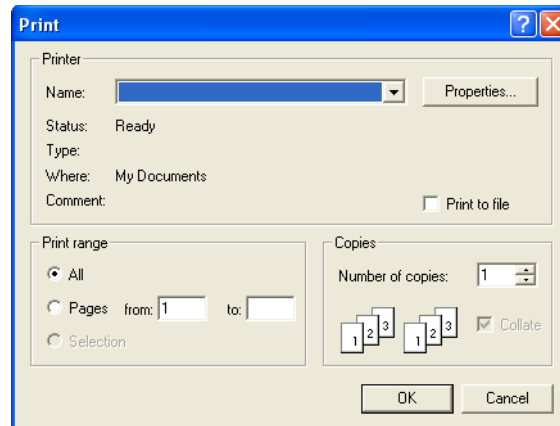 Print
Printer
Name:
Properties...
Status: Ready
Type:
Where: My Documents
Comment:
Print to file
Print range
All
Pages from: 1 to:
Selection
Copies
Number of copies: 1
1 2 3 1 2 3
Collate
OK Cancel